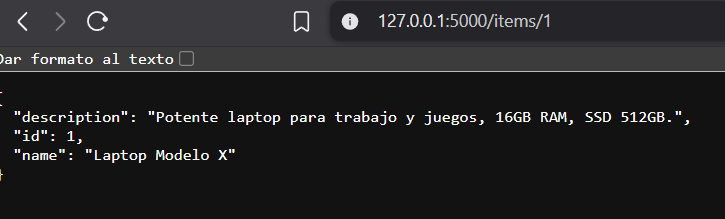 127.0.0.1:5000/items/1
Dar formato al texto
{
"description": "Potente laptop para trabajo y juegos, 16GB RAM, SSD 512GB.",
"id": 1,
"name": "Laptop Modelo X"
}